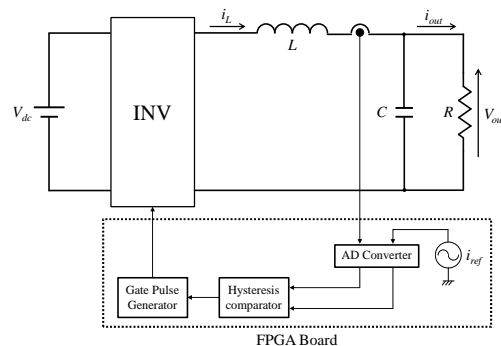 i_L
i_out
L
V_dc
INV
C
R
V_ou
AD Converter
i_ref
Gate Pulse
Generator
Hysteresis
comparator
FPGA Board